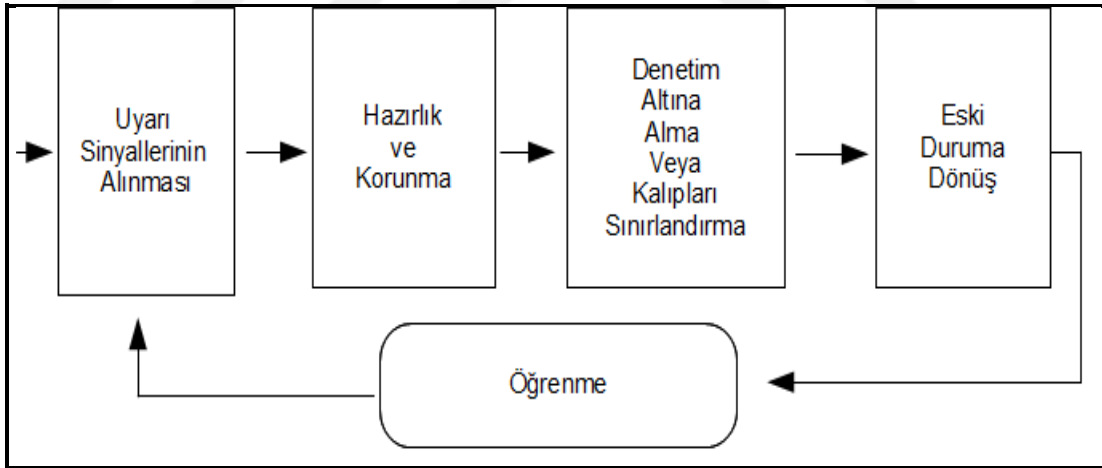 Uyarı
Sinyallerinin
Alınması
Hazırlık
ve
Korunma
Denetim
Altına
Alma
Veya
Kalıpları
Sınırlandırma
Eski
Duruma
Dönüş
Öğrenme